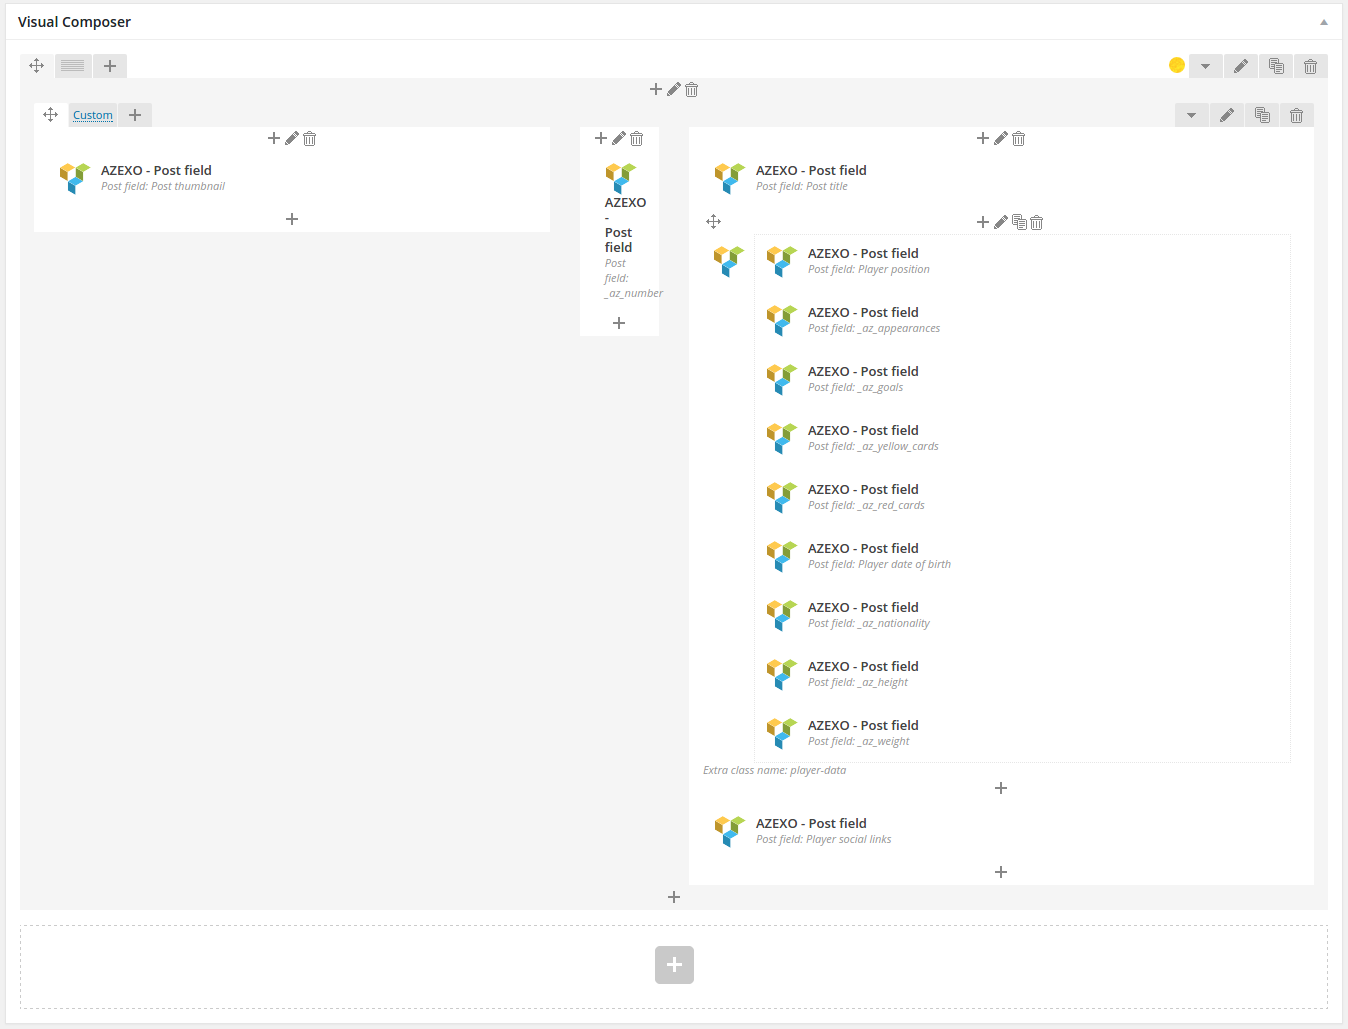 Visual Composer
Custom
AZEXO - Post field
Post field: Post thumbnail
AZEXO
-
Post
field
Post
field:
_az_number
AZEXO - Post field
Post field: Post title
AZEXO - Post field
Post field: Player position
AZEXO - Post field
Post field: _az_appearances
AZEXO - Post field
Post field: _az_goals
AZEXO - Post field
Post field: _az_yellow_cards
AZEXO - Post field
Post field: _az_red_cards
AZEXO - Post field
Post field: Player date of birth
AZEXO - Post field
Post field: _az_nationality
AZEXO - Post field
Post field: _az_height
AZEXO - Post field
Post field: _az_weight
Extra class name: player-data
AZEXO - Post field
Post field: Player social links